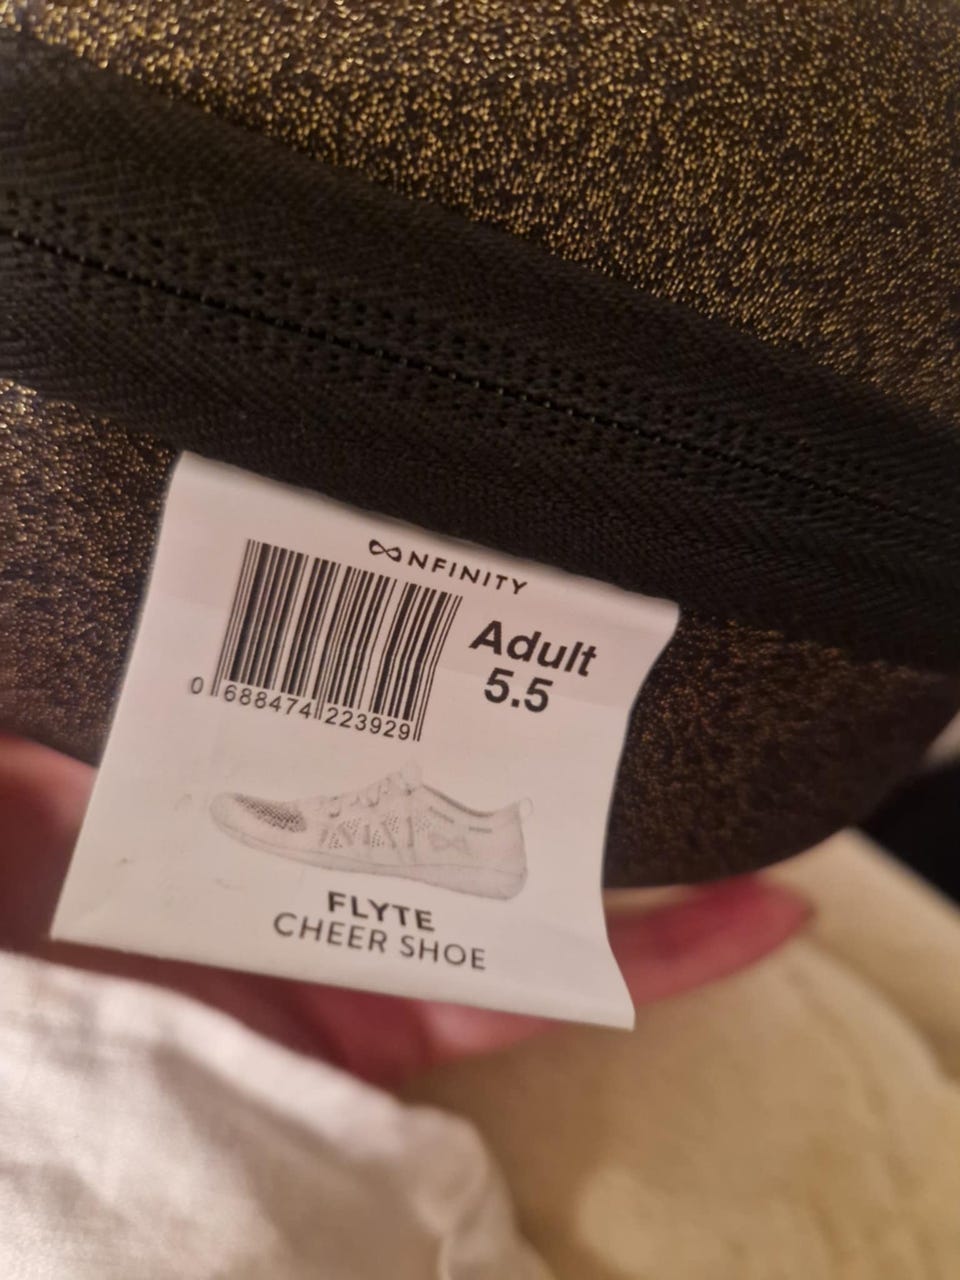 NFINITY
Adult
5.5
0 688474 223929
FLYTE
CHEER SHOE